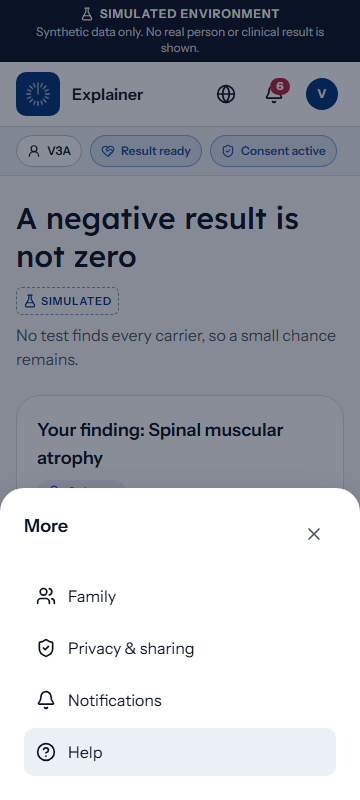 SIMULATED ENVIRONMENT
Synthetic data only. No real person or clinical result is
shown.
Explainer
6
V
V3A
Result ready
Consent active
A negative result is
not zero
SIMULATED
No test finds every carrier, so a small chance
remains.
Your finding: Spinal muscular
atrophy
More
Family
Privacy & sharing
Notifications
Help